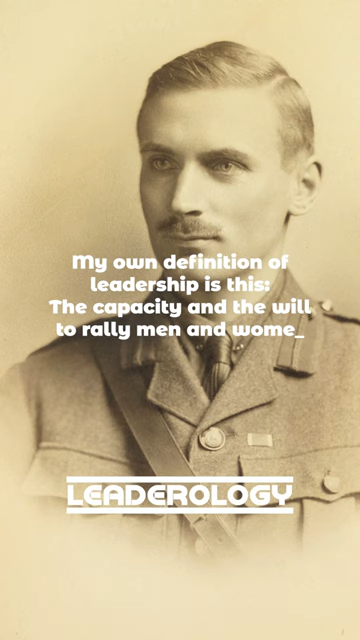 My own definition of
leadership is this:
The capacity and the will
to rally men and wome_
LEADEROLOGY